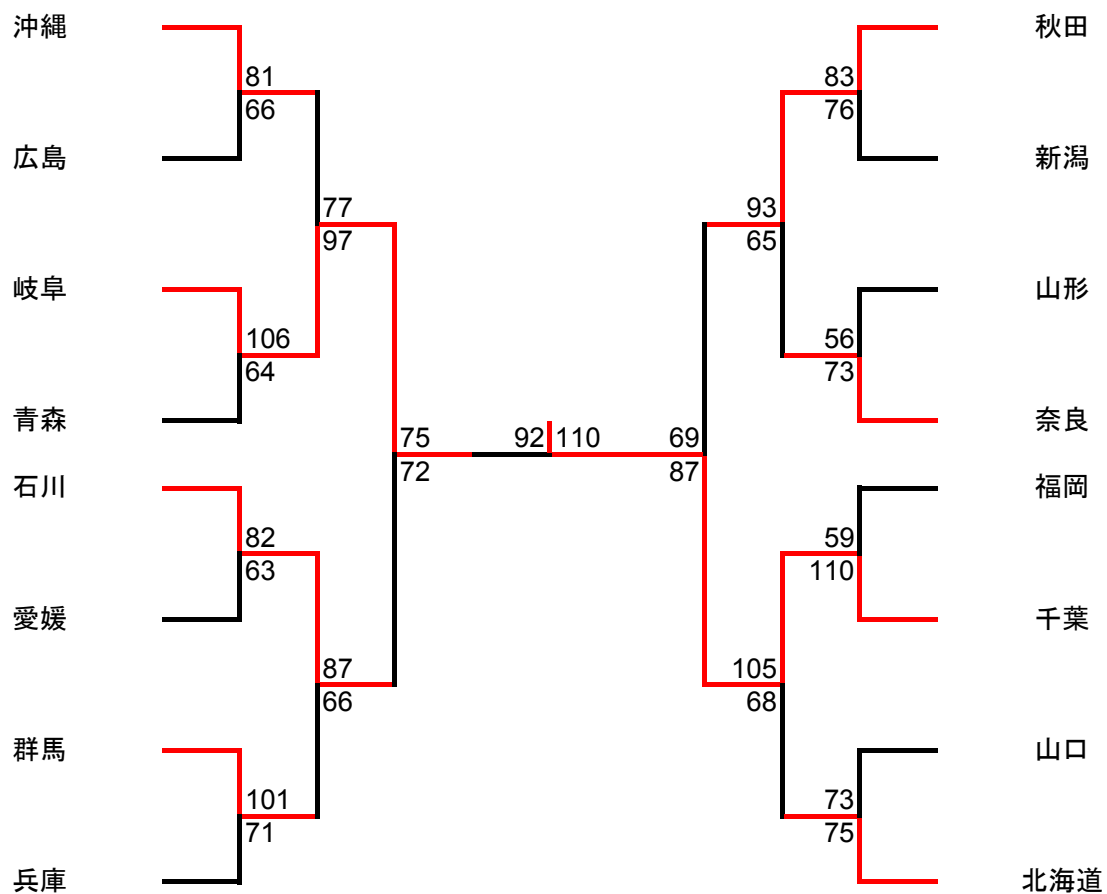 沖縄 秋田
81 83
66 76
広島 新潟
77 93
97 65
岐阜 山形
106 56
64 73
青森 奈良
75 92 110 69
72 87
石川 福岡
82 59
63 110
愛媛 千葉
87 105
66 68
群馬 山口
101 73
71 75
兵庫 北海道